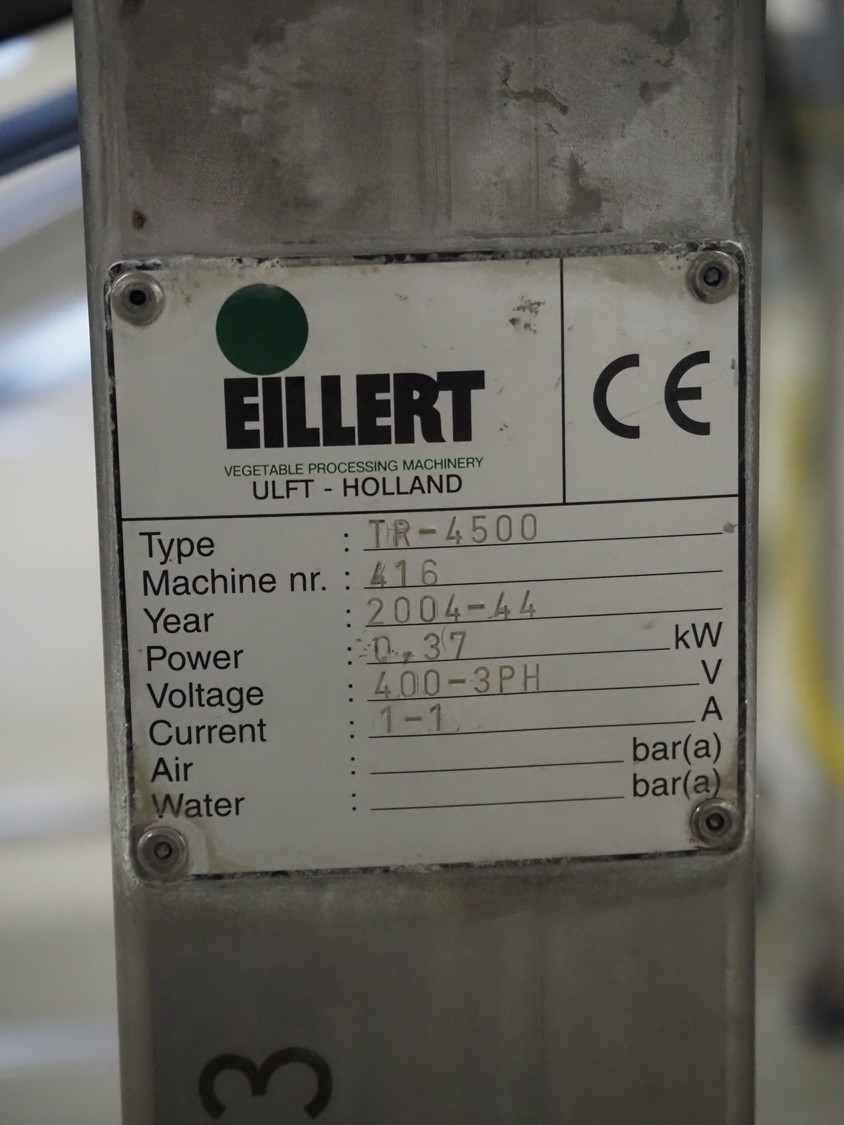 EILLERT
CE
VEGETABLE PROCESSING MACHINERY
ULFT - HOLLAND
Type : TR-4500
Machine nr. : 416
Year : 2004-44
Power : 0,37 kW
Voltage : 400-3PH V
Current : 1-1 A
Air : bar(a)
Water : bar(a)
3